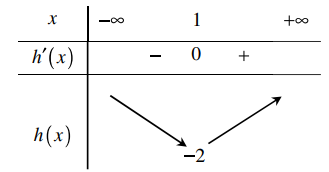 x −∞ 1 +∞
h′(x) − 0 +
h(x)
−2